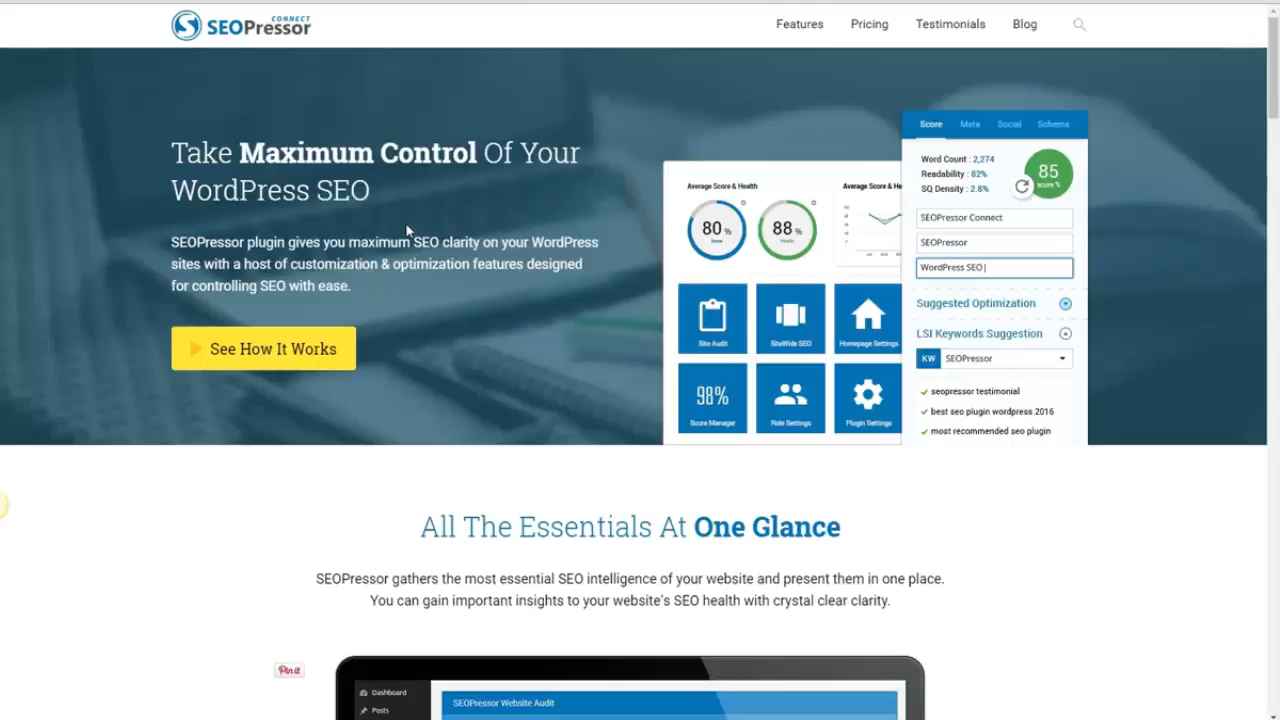 CONNECT
SEOPressor
Features
Pricing
Testimonials
Blog
Take Maximum Control Of Your
WordPress SEO
SEOPressor plugin gives you maximum SEO clarity on your WordPress
sites with a host of customization & optimization features designed
for controlling SEO with ease.
See How It Works
Average Score & Health
80 %
Score
88 %
Health
Average Score & He
Site Audit
SiteWide SEO
Homepage Settings
98%
Score Manager
Role Settings
Plugin Settings
Score
Meta
Social
Schema
Word Count : 2,274
Readability : 82%
SQ Density : 2.8%
85
score %
SEOPressor Connect
SEOPressor
WordPress SEO
Suggested Optimization
LSI Keywords Suggestion
KW
SEOPressor
seopressor testimonial
best seo plugin wordpress 2016
most recommended seo plugin
All The Essentials At One Glance
SEOPressor gathers the most essential SEO intelligence of your website and present them in one place.
You can gain important insights to your website's SEO health with crystal clear clarity.
Pin it
Dashboard
Posts
SEOPressor Website Audit